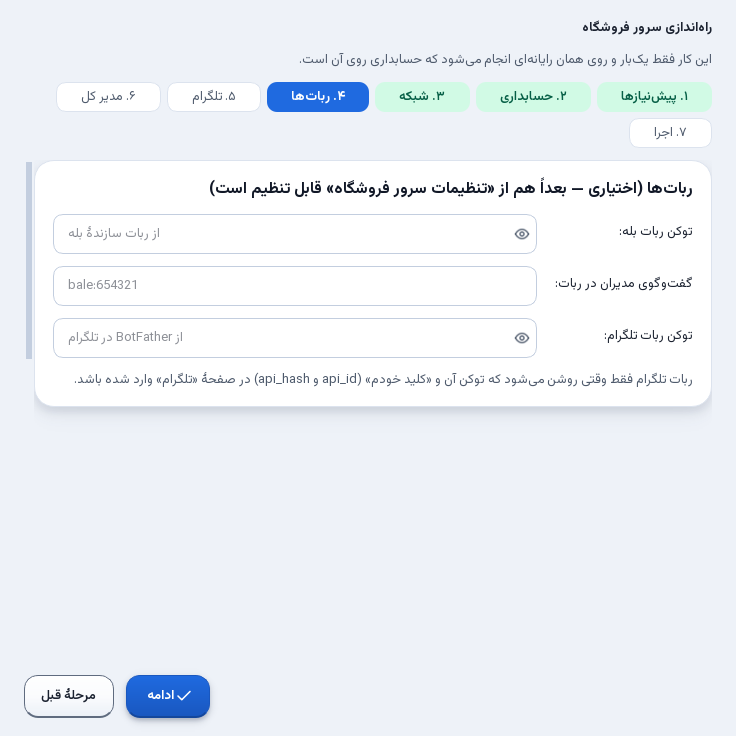 راه‌اندازی سرور فروشگاه
این کار فقط یک‌بار و روی همان رایانه‌ای انجام می‌شود که حسابداری روی آن است.
۱. پیش‌نیازها
۲. حسابداری
۳. شبکه
۴. ربات‌ها
۵. تلگرام
۶. مدیر کل
۷. اجرا
ربات‌ها (اختیاری — بعداً هم از «تنظیمات سرور فروشگاه» قابل تنظیم است)
توکن ربات بله:
از ربات سازندهٔ بله
گفت‌وگوی مدیران در ربات:
bale:654321
توکن ربات تلگرام:
از BotFather در تلگرام
ربات تلگرام فقط وقتی روشن می‌شود که توکن آن و «کلید خودم» (api_id و api_hash) در صفحهٔ «تلگرام» وارد شده باشد.
ادامه
مرحلهٔ قبل